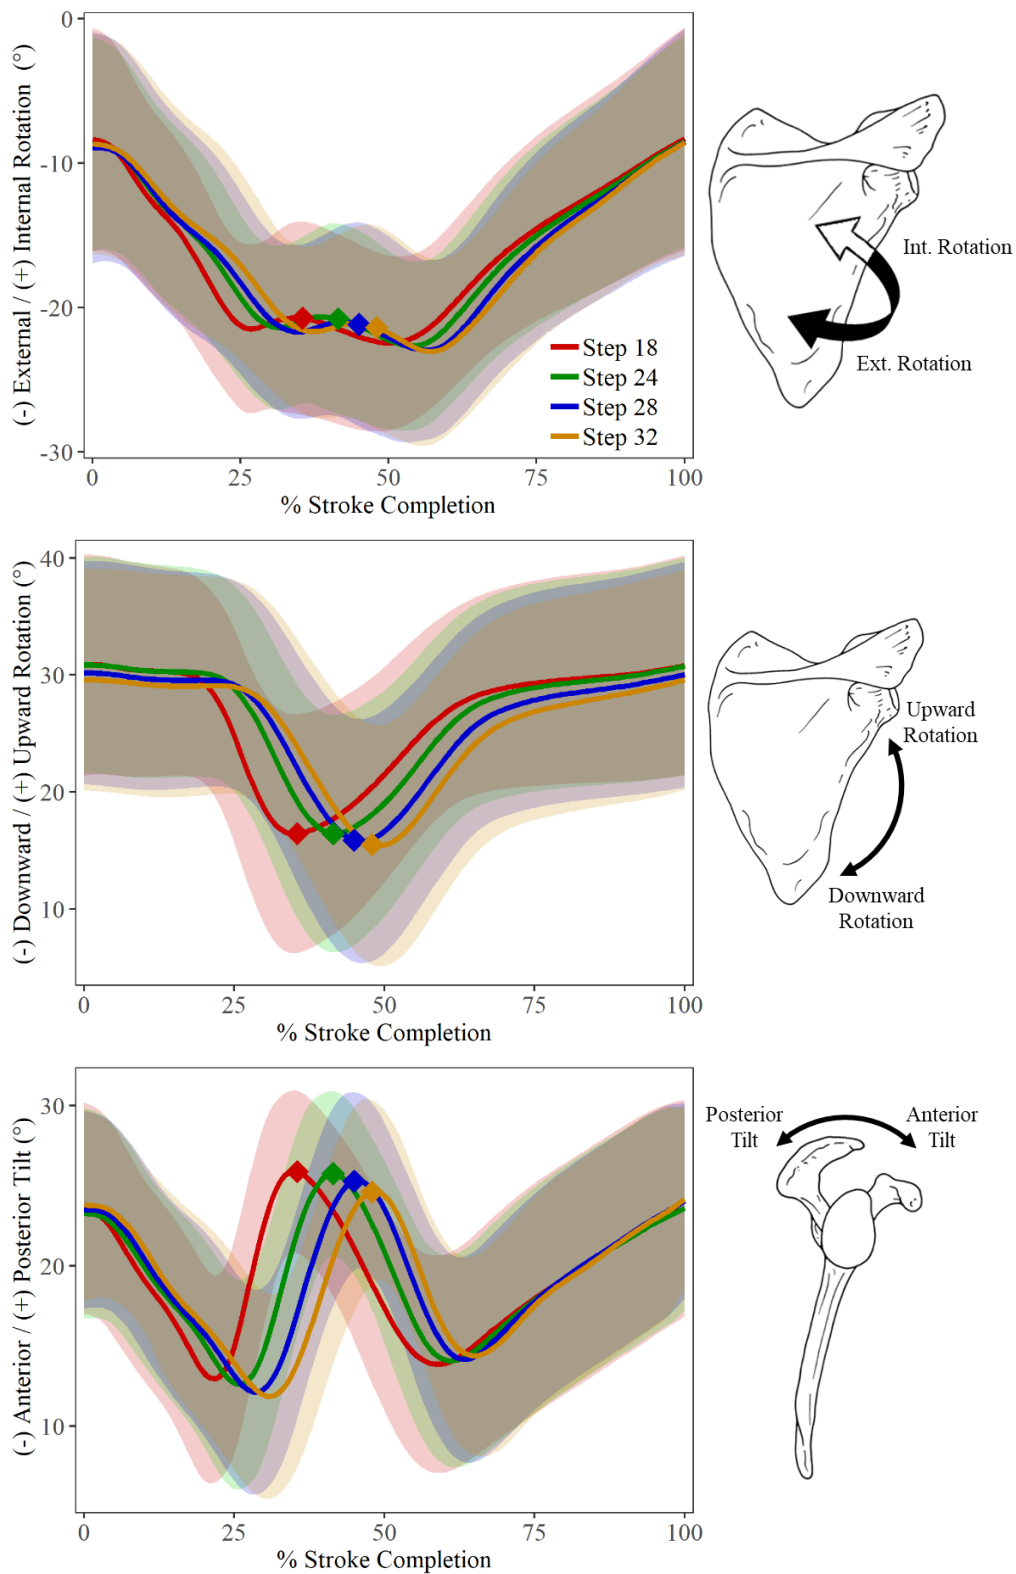 (-) External / (+) Internal Rotation (°)
0
-10
-20
-30
Step 18
Step 24
Step 28
Step 32
0 25 50 75 100
% Stroke Completion
Int. Rotation
Ext. Rotation
(-) Downward / (+) Upward Rotation (°)
40
30
20
10
0 25 50 75 100
% Stroke Completion
Upward
Rotation
Downward
Rotation
(-) Anterior / (+) Posterior Tilt (°)
30
20
10
0 25 50 75 100
% Stroke Completion
Posterior
Tilt
Anterior
Tilt